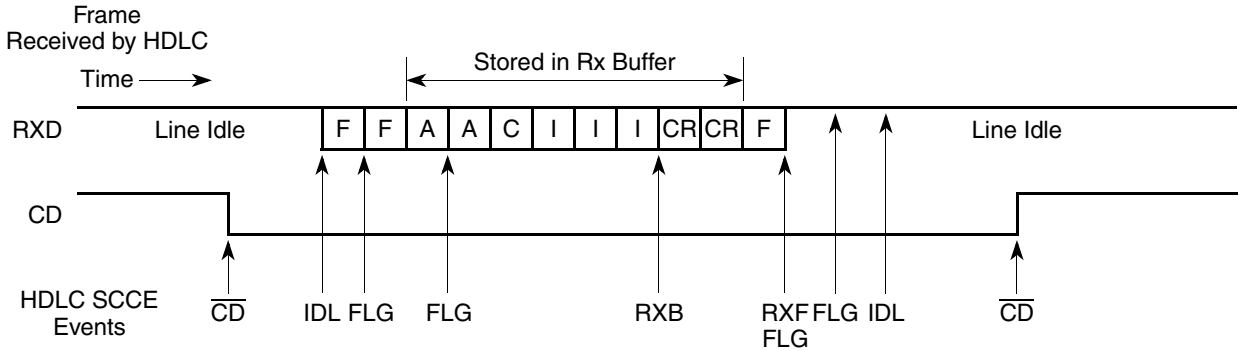 Frame
Received by HDLC
Time
Stored in Rx Buffer
RXD
Line Idle
F F A A C I I I CR CR F
Line Idle
CD
HDLC SCCE
Events
CD
IDL FLG
FLG
RXB
RXF
FLG
FLG IDL
CD